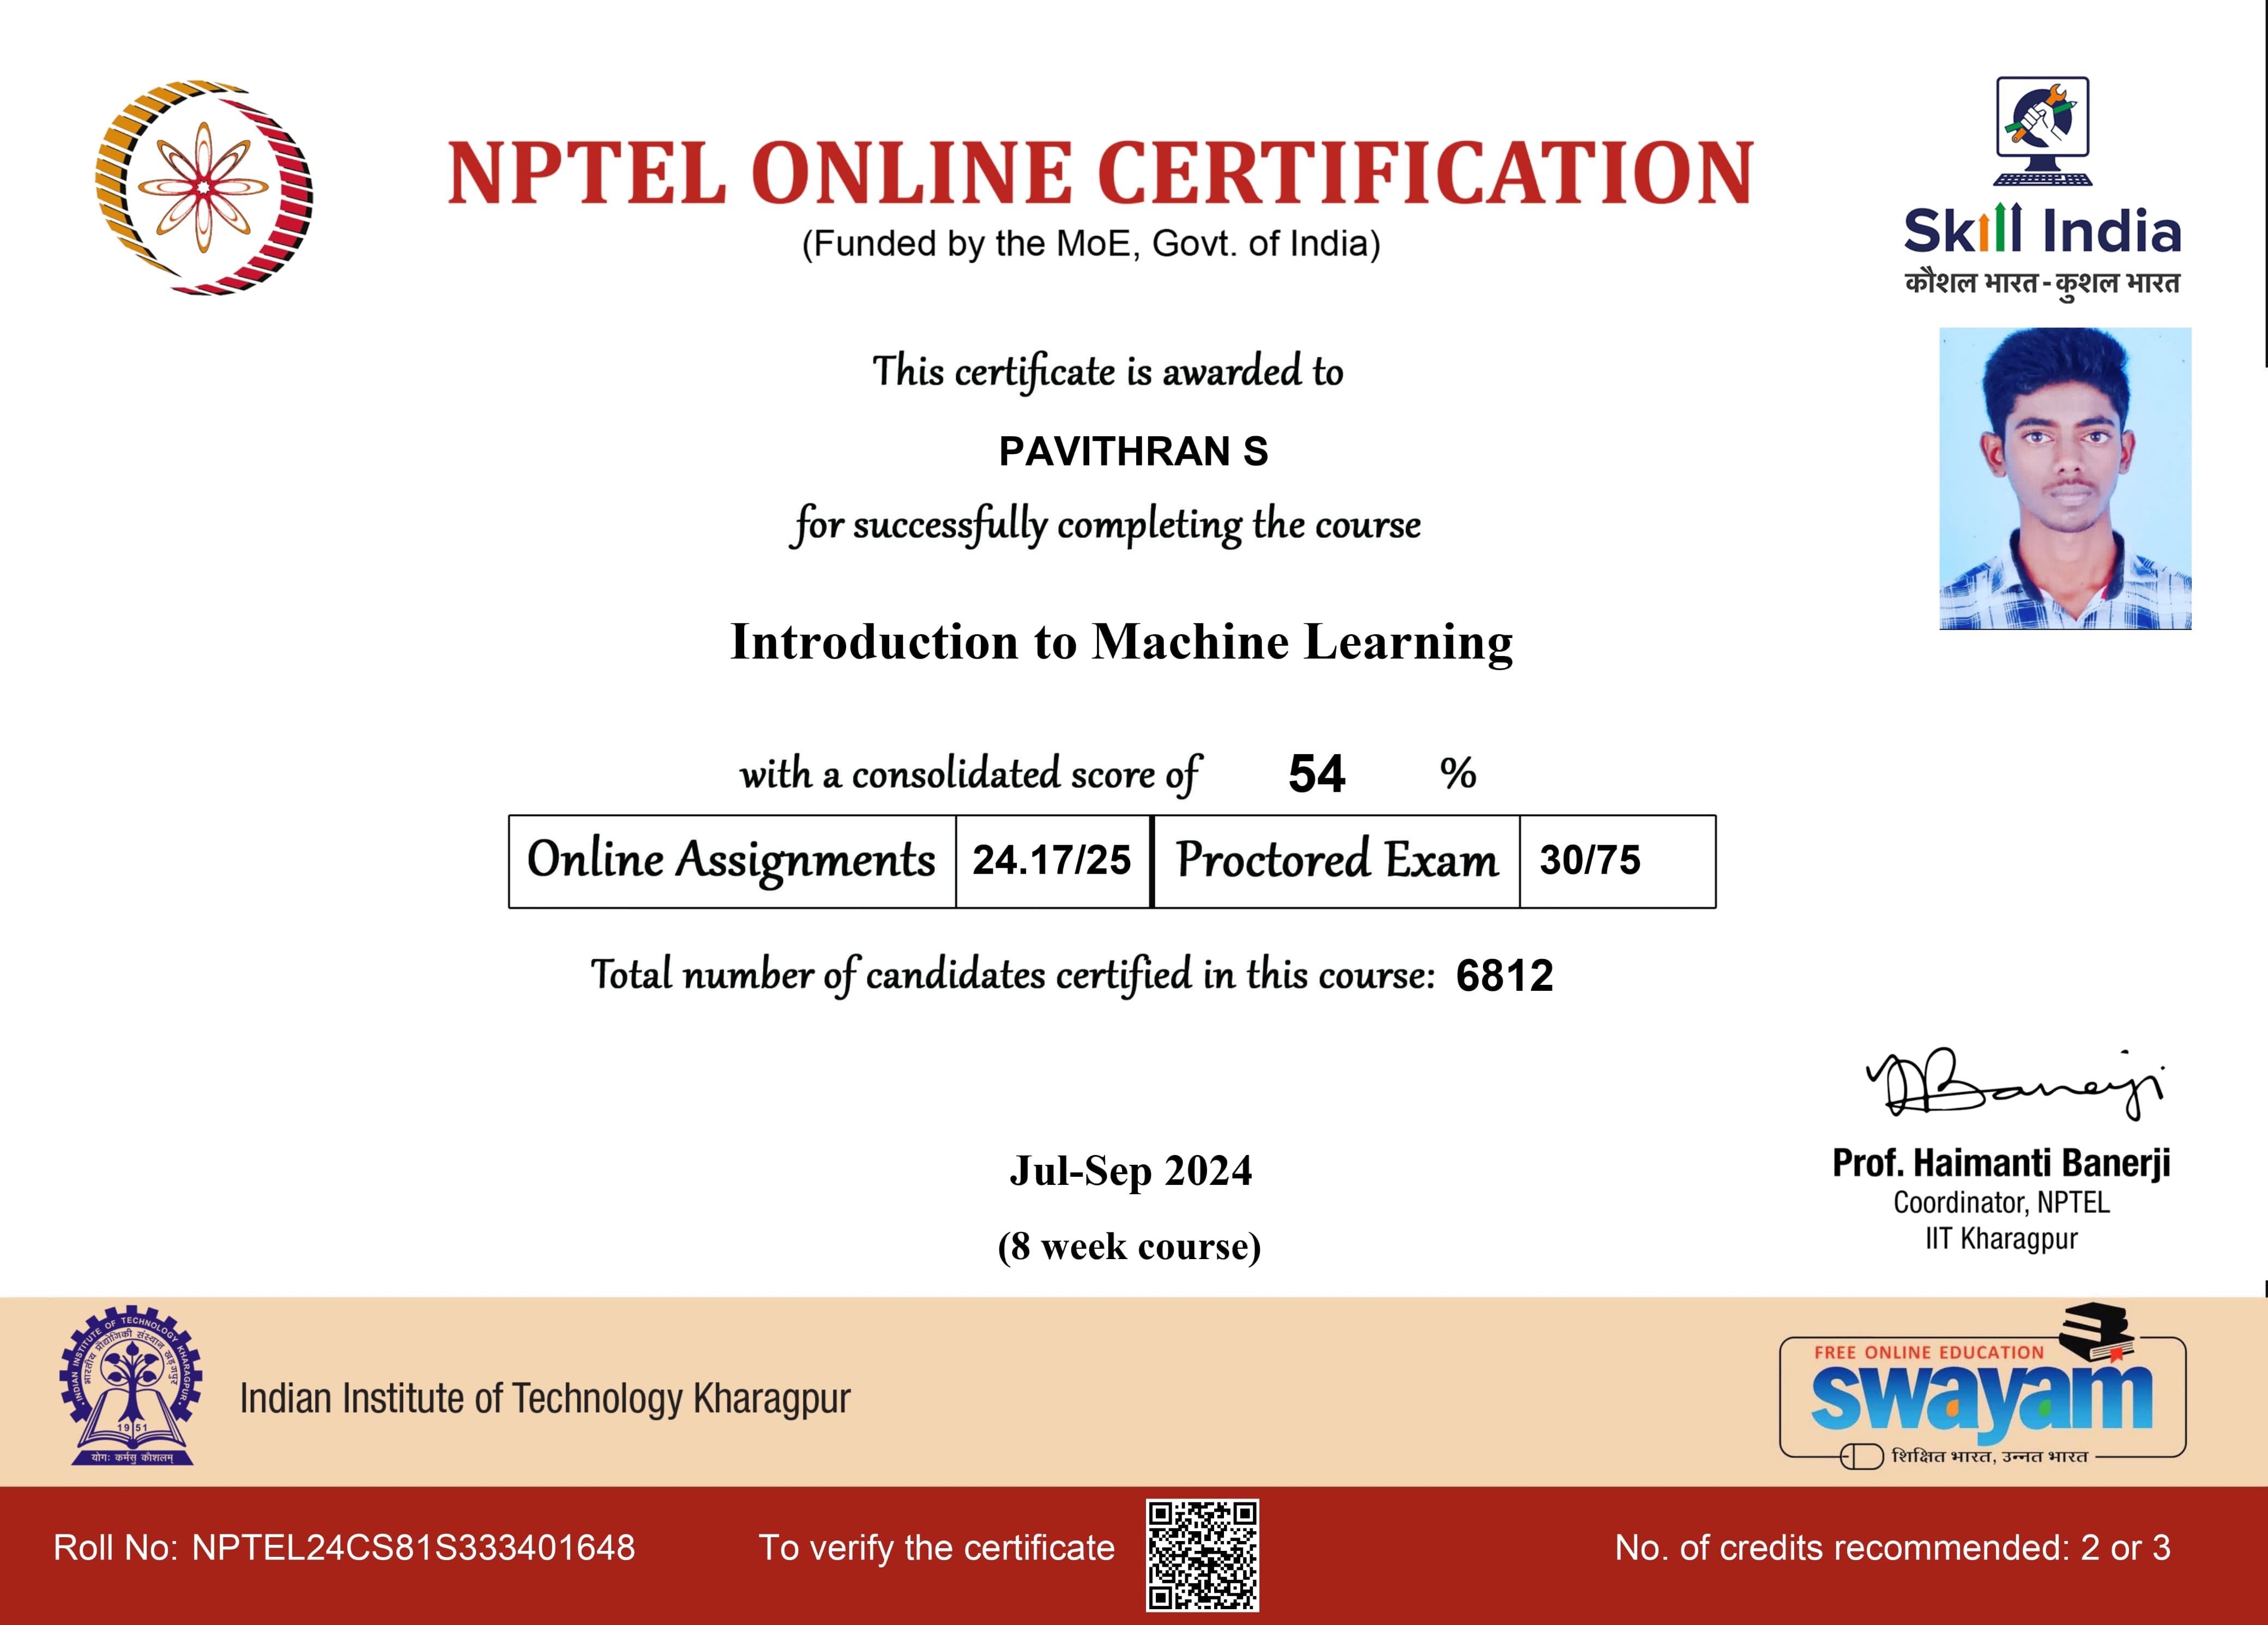 NPTEL ONLINE CERTIFICATION
(Funded by the MoE, Govt. of India)
Skill India
कौशल भारत - कुशल भारत
This certificate is awarded to
PAVITHRAN S
for successfully completing the course
Introduction to Machine Learning
with a consolidated score of 54 %
Online Assignments 24.17/25 Proctored Exam 30/75
Total number of candidates certified in this course: 6812
Banerji
Prof. Haimanti Banerji
Coordinator, NPTEL
IIT Kharagpur
Jul-Sep 2024
(8 week course)
INDIAN INSTITUTE OF TECHNOLOGY KHARAGPUR
भारतीय प्रौद्योगिकी संस्थान खड़गपुर
1951
योगः कर्मसु कौशलम्
Indian Institute of Technology Kharagpur
FREE ONLINE EDUCATION
swayam
शिक्षित भारत, उन्नत भारत
Roll No: NPTEL24CS81S333401648
To verify the certificate
No. of credits recommended: 2 or 3